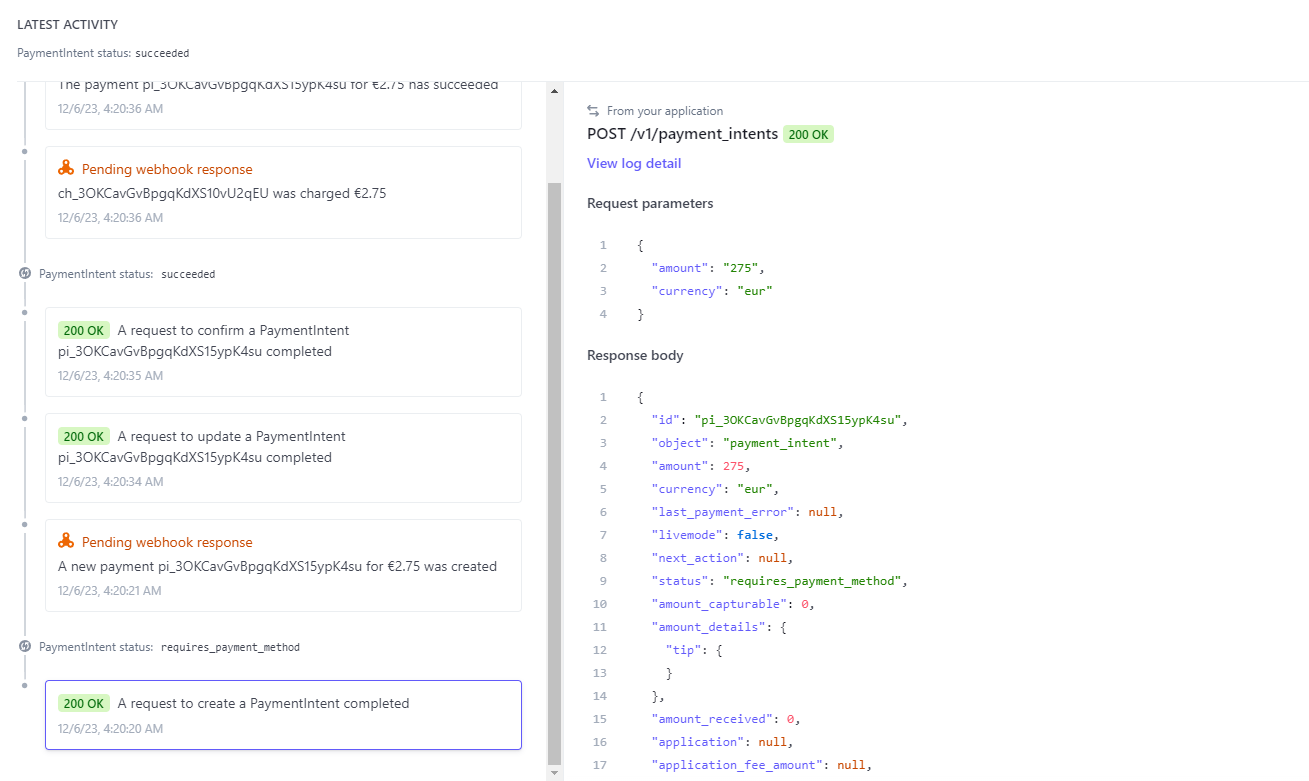 LATEST ACTIVITY
PaymentIntent status: succeeded
The payment pi_3OKCavGvBpgqKdXS15ypK4su for €2.75 has succeeded
12/6/23, 4:20:36 AM
Pending webhook response
ch_3OKCavGvBpgqKdXS10vU2qEU was charged €2.75
12/6/23, 4:20:36 AM
PaymentIntent status: succeeded
200 OK A request to confirm a PaymentIntent
pi_3OKCavGvBpgqKdXS15ypK4su completed
12/6/23, 4:20:35 AM
200 OK A request to update a PaymentIntent
pi_3OKCavGvBpgqKdXS15ypK4su completed
12/6/23, 4:20:34 AM
Pending webhook response
A new payment pi_3OKCavGvBpgqKdXS15ypK4su for €2.75 was created
12/6/23, 4:20:21 AM
PaymentIntent status: requires_payment_method
200 OK A request to create a PaymentIntent completed
12/6/23, 4:20:20 AM
From your application
POST /v1/payment_intents 200 OK
View log detail
Request parameters
1 {
2 "amount": "275",
3 "currency": "eur"
4 }
Response body
1 {
2 "id": "pi_3OKCavGvBpgqKdXS15ypK4su",
3 "object": "payment_intent",
4 "amount": 275,
5 "currency": "eur",
6 "last_payment_error": null,
7 "livemode": false,
8 "next_action": null,
9 "status": "requires_payment_method",
10 "amount_capturable": 0,
11 "amount_details": {
12 "tip": {
13 }
14 },
15 "amount_received": 0,
16 "application": null,
17 "application_fee_amount": null,